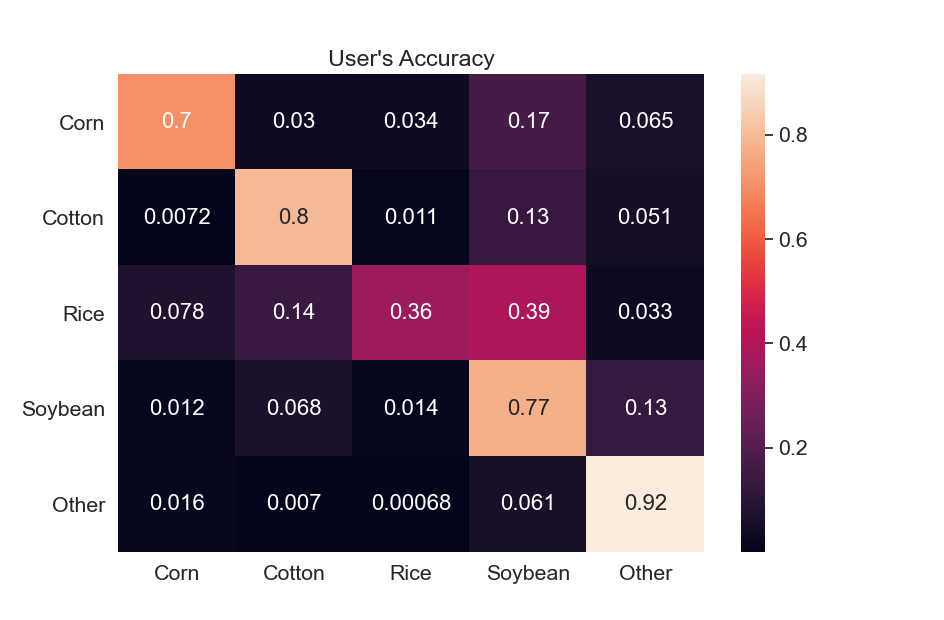 User's Accuracy
Corn 0.7 0.03 0.034 0.17 0.065
Cotton 0.0072 0.8 0.011 0.13 0.051
Rice 0.078 0.14 0.36 0.39 0.033
Soybean 0.012 0.068 0.014 0.77 0.13
Other 0.016 0.007 0.00068 0.061 0.92
Corn Cotton Rice Soybean Other
0.8
0.6
0.4
0.2